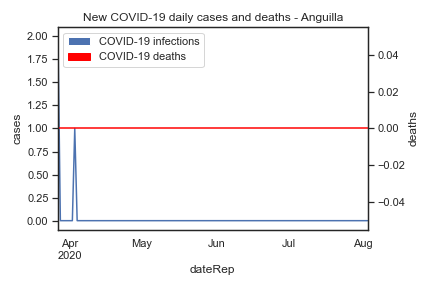 New COVID-19 daily cases and deaths - Anguilla
COVID-19 infections
COVID-19 deaths
2.00
1.75
1.50
1.25
1.00
0.75
0.50
0.25
0.00
cases
0.04
0.02
0.00
−0.02
−0.04
deaths
Apr
2020
May
Jun
Jul
Aug
dateRep